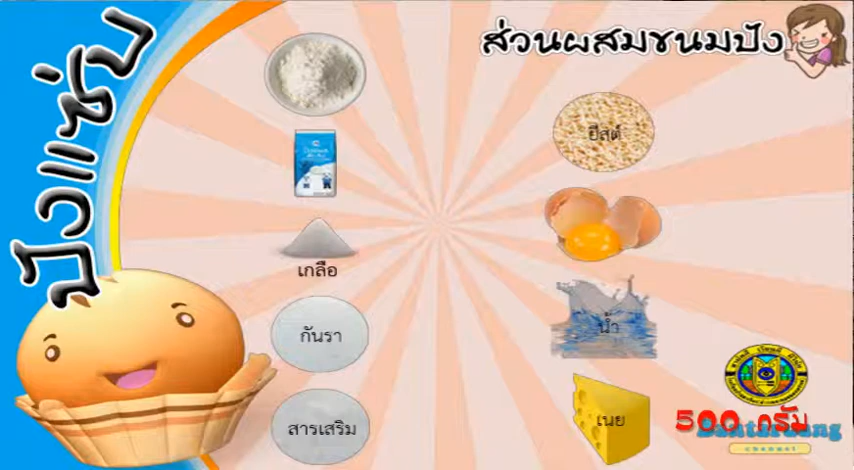 ปังแซ่บ
ส่วนผสมขนมปัง
ยีสต์
เกลือ
กันรา
น้ำ
สารเสริม
เนย
500 กรัม
channel